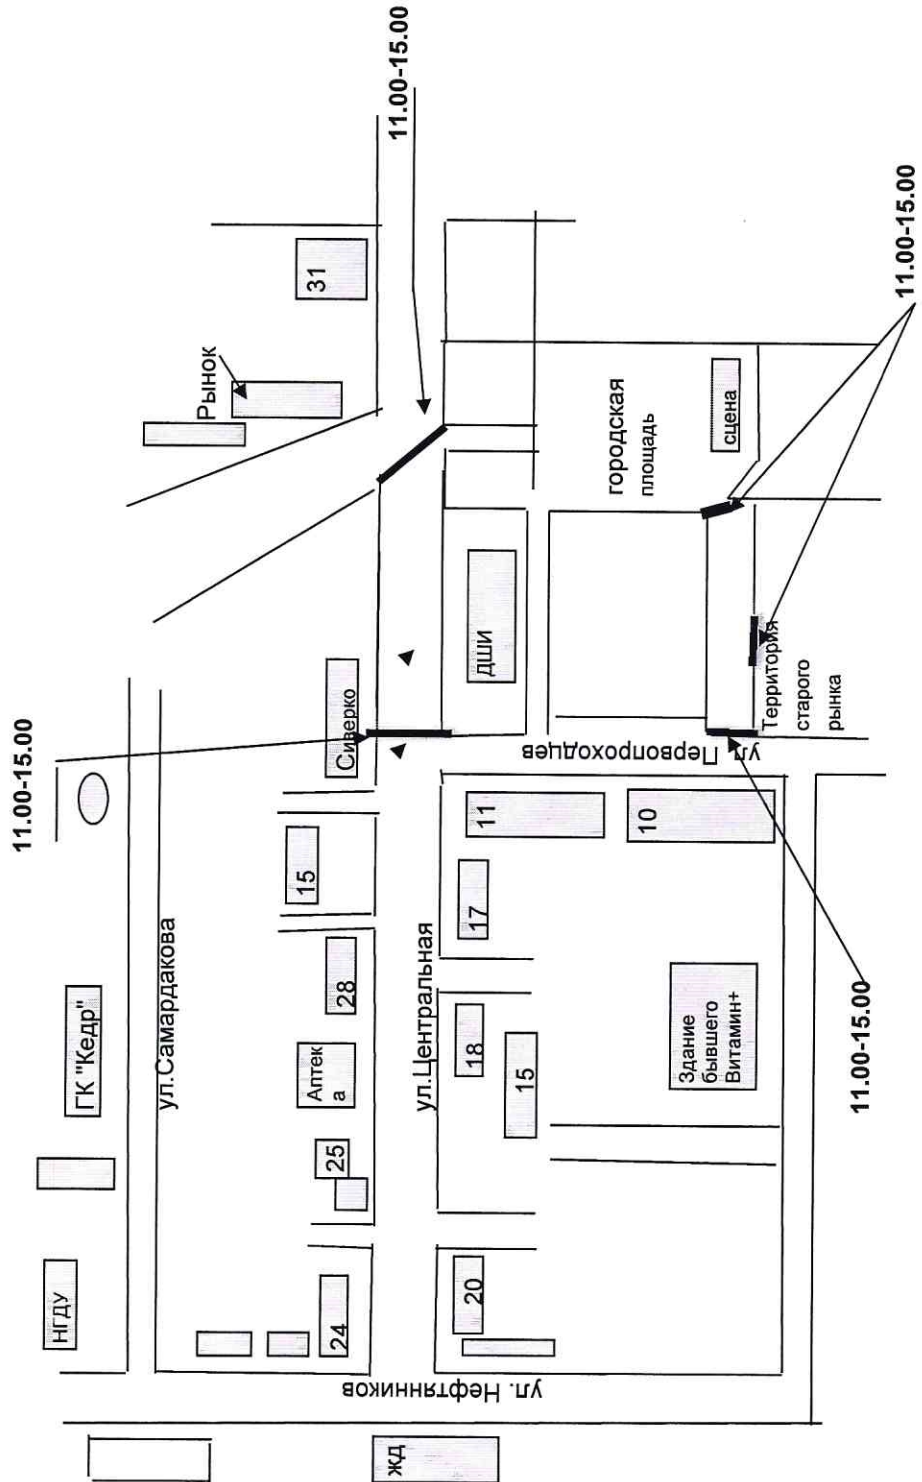 11.00-15.00
11.00-15.00
11.00-15.00
11.00-15.00
Рынок
31
городская
площадь
сцена
ДШИ
Сиверко
Территория
старого
рынка
ул Первопроходцев
11
10
15
17
ул.Самардакова
ул.Центральная
ГК "Кедр"
28
Аптек
а
18
15
Здание
бывшего
Витамин+
25
НГДУ
24
20
ул. Нефтянников
ЖД